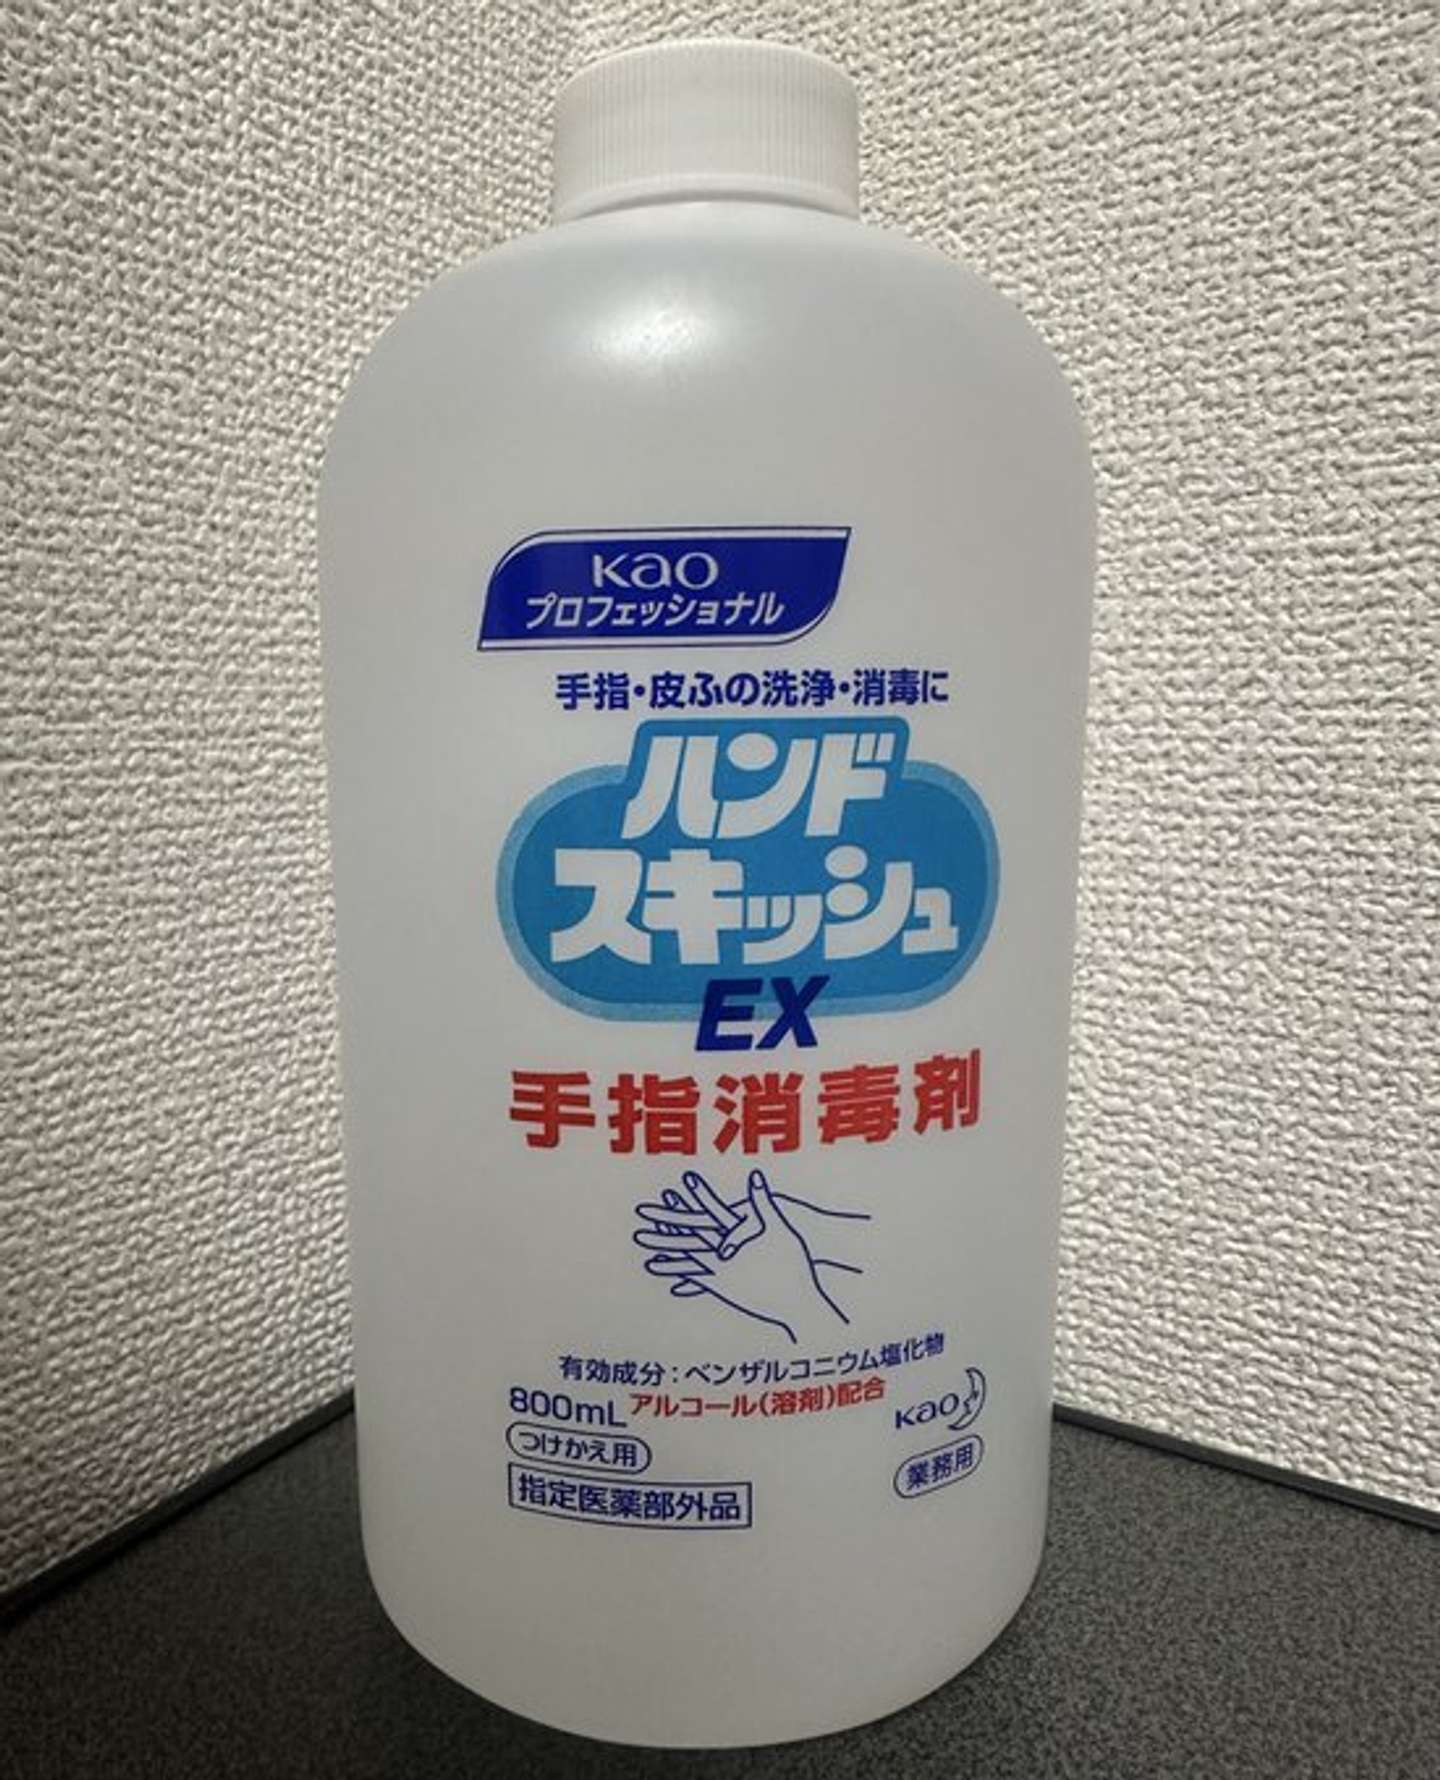 Kao
プロフェッショナル
手指・皮ふの洗浄・消毒に
ハンド
スキッシュ
EX
手指消毒剤
有効成分：ベンザルコニウム塩化物
800mL アルコール（溶剤）配合
つけかえ用
指定医薬部外品
Kao
業務用